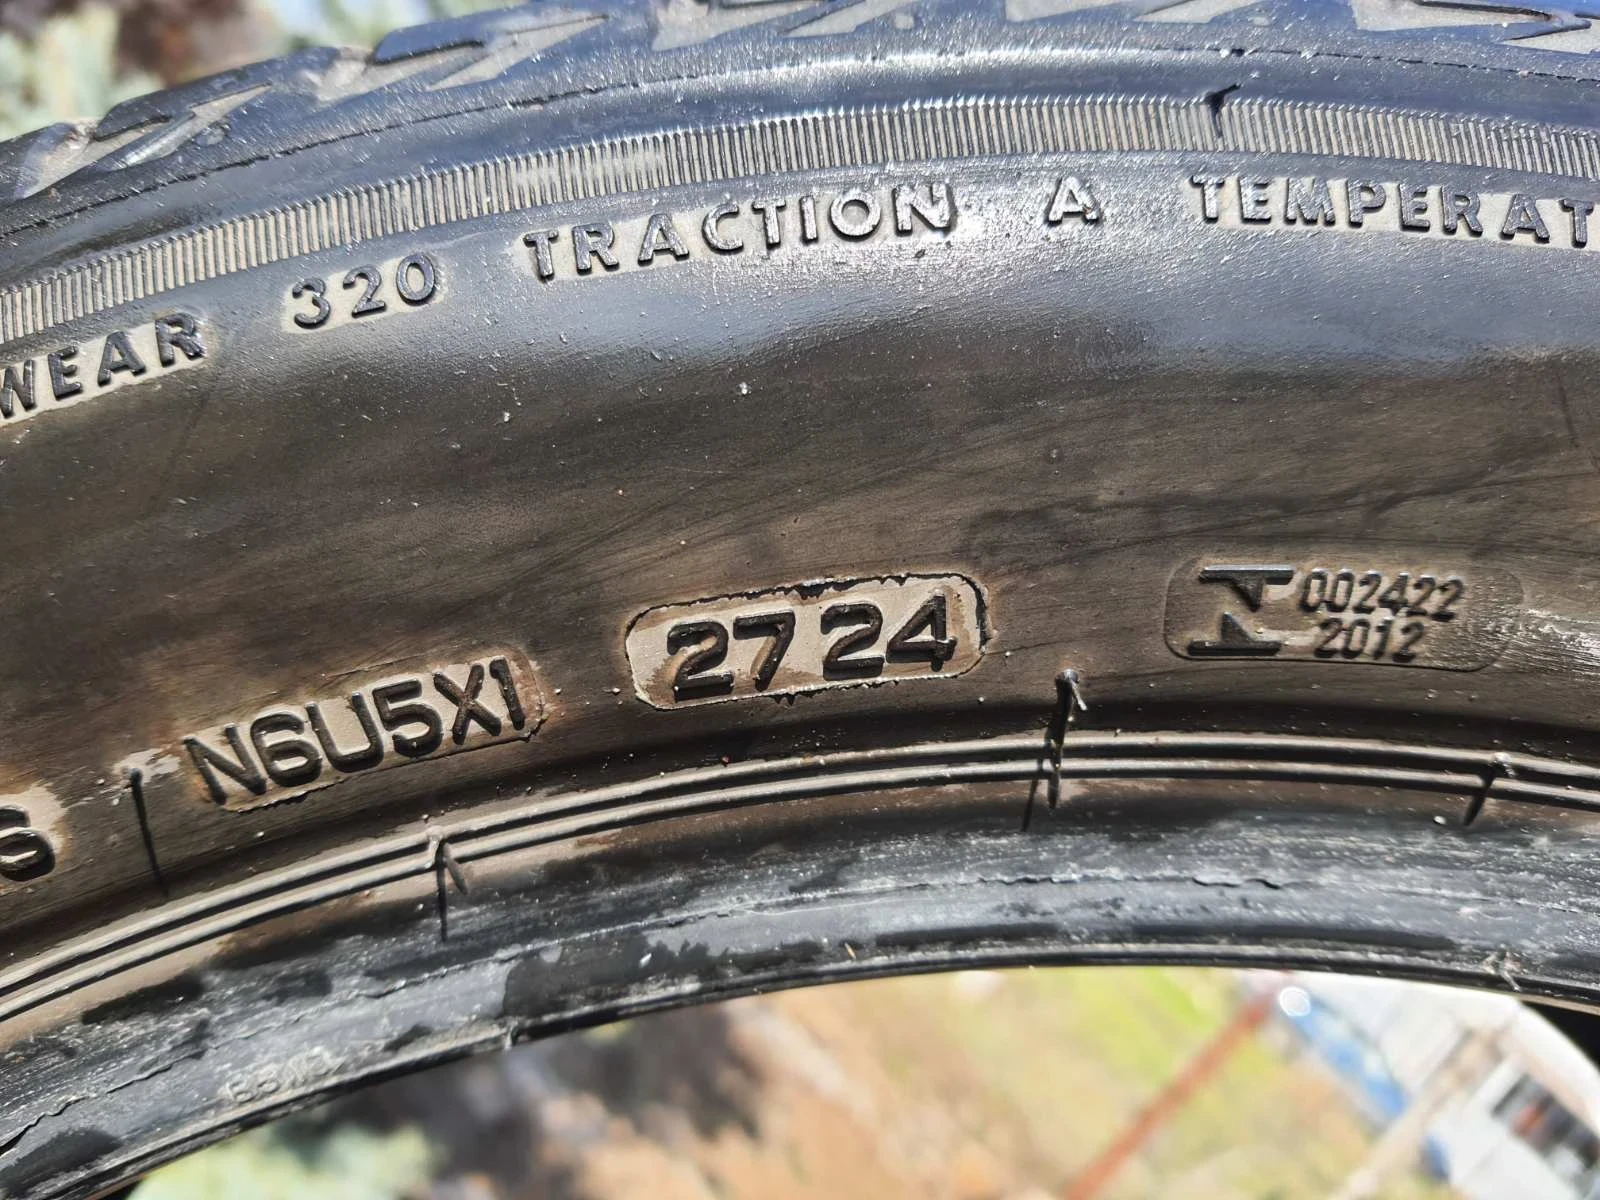 WEAR 320 TRACTION A TEMPERAT
S
N6U5X1
2724
002422
2012